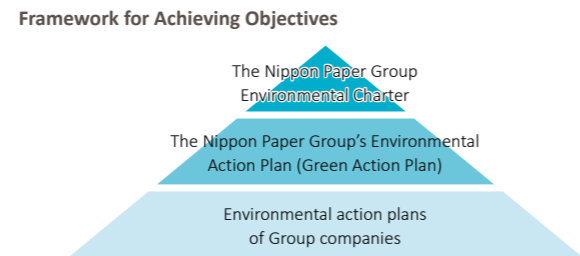 Framework for Achieving Objectives
The Nippon Paper Group
Environmental Charter
The Nippon Paper Group’s Environmental
Action Plan (Green Action Plan)
Environmental action plans
of Group companies